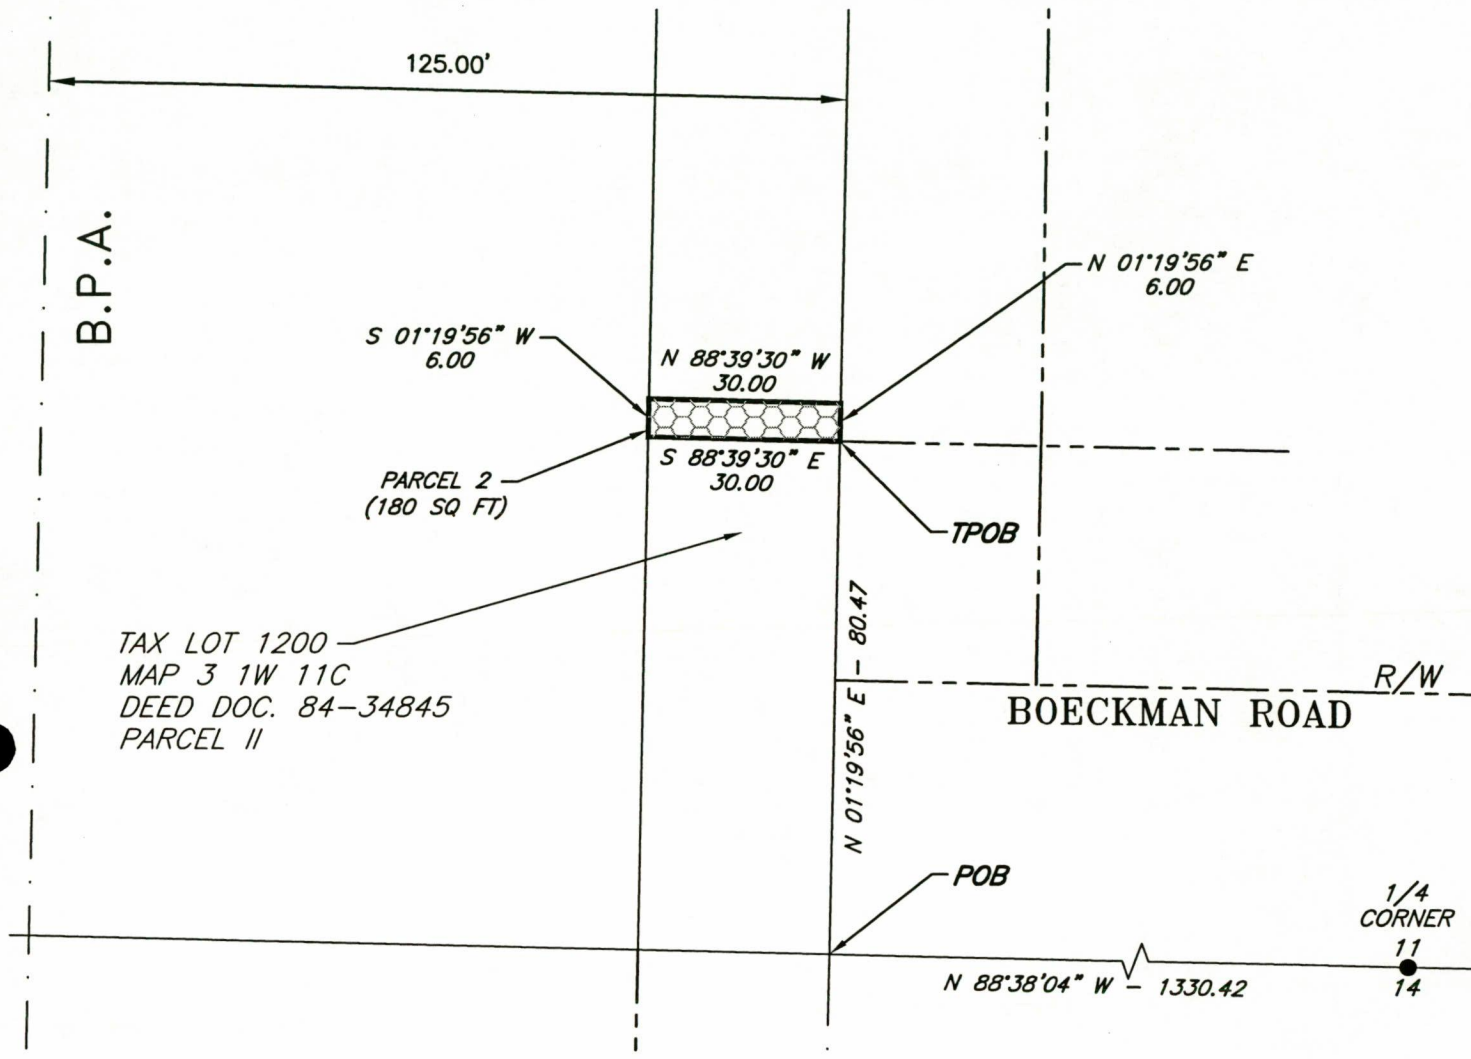 125.00'
B.P.A.
N 01°19'56" E
6.00
S 01°19'56" W
6.00
N 88°39'30" W
30.00
S 88°39'30" E
30.00
PARCEL 2
(180 SQ FT)
TPOB
TAX LOT 1200
MAP 3 1W 11C
DEED DOC. 84-34845
PARCEL II
N 01°19'56" E - 80.47
R/W
BOECKMAN ROAD
POB
1/4
CORNER
11
14
N 88°38'04" W - 1330.42